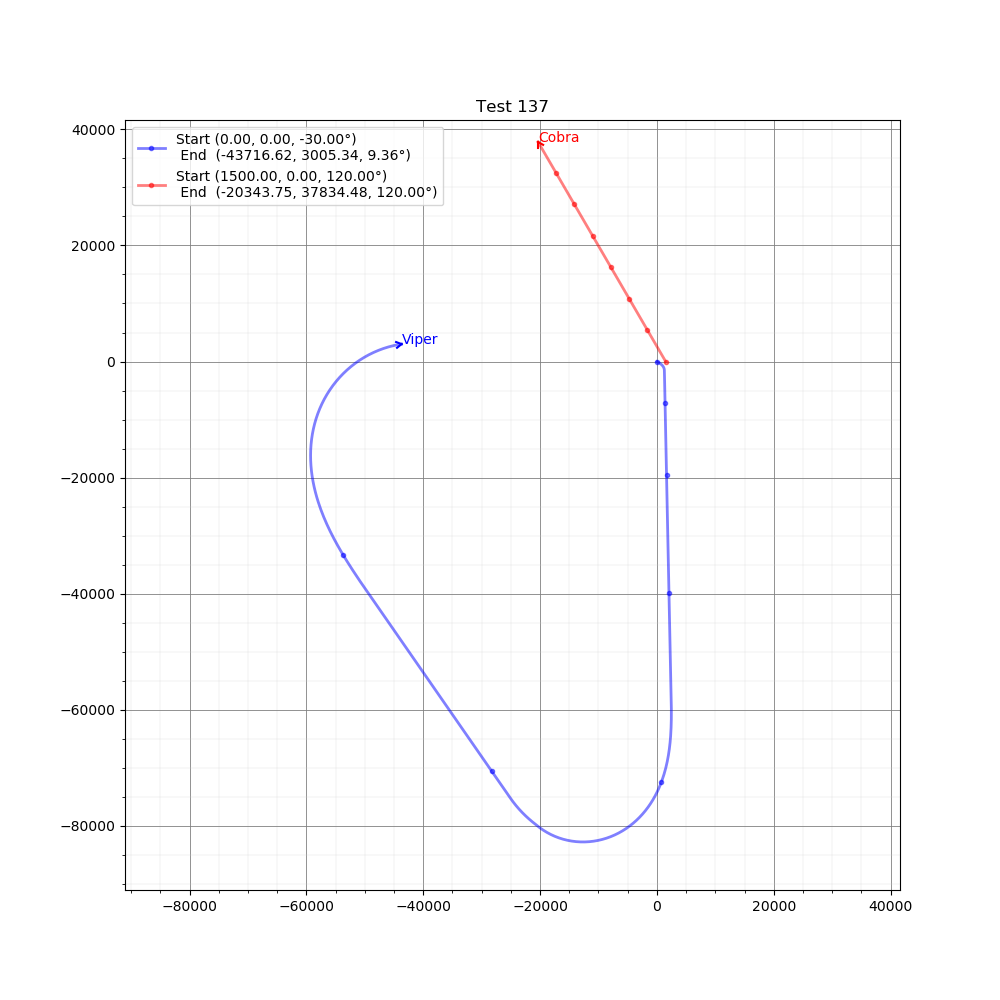 Test 137
Start (0.00, 0.00, -30.00°)
End  (-43716.62, 3005.34, 9.36°)
Start (1500.00, 0.00, 120.00°)
End  (-20343.75, 37834.48, 120.00°)
Cobra
Viper
40000
20000
0
−20000
−40000
−60000
−80000
−80000 −60000 −40000 −20000 0 20000 40000